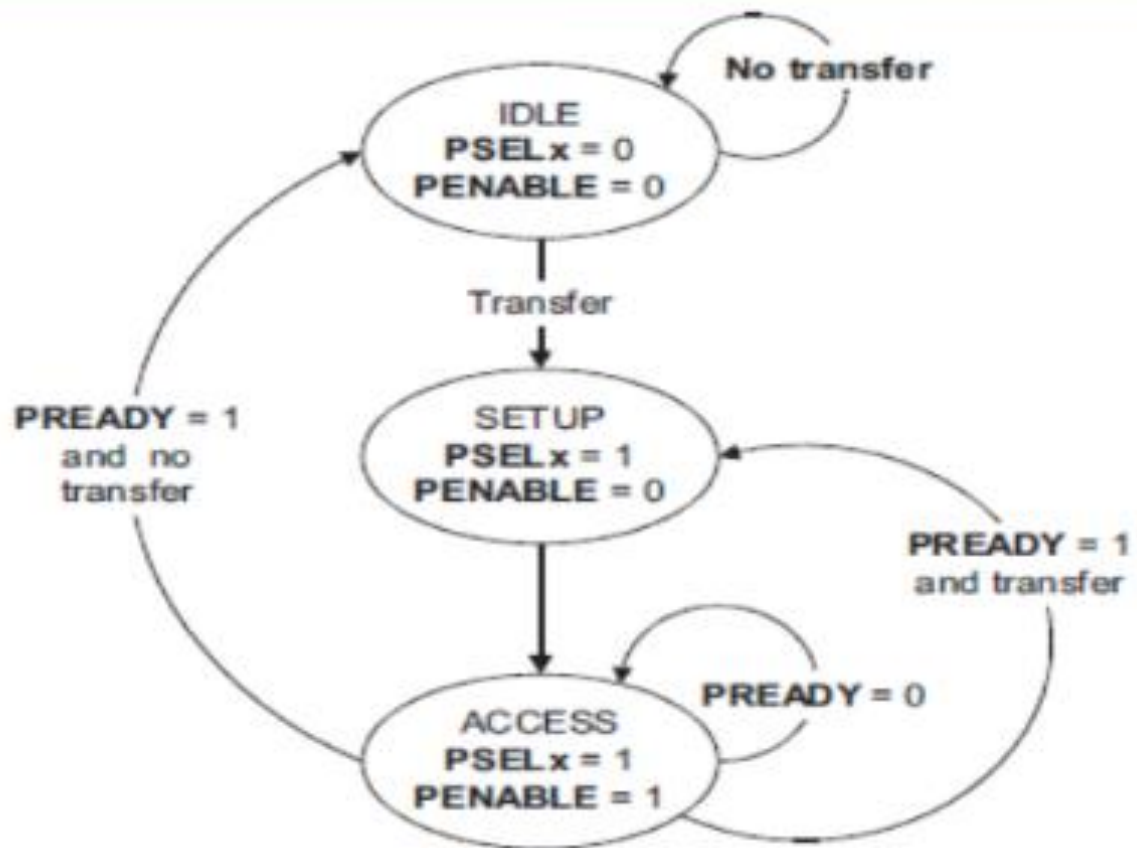 No transfer
IDLE
PSELx = 0
PENABLE = 0
Transfer
SETUP
PSELx = 1
PENABLE = 0
PREADY = 1
and no
transfer
PREADY = 1
and transfer
PREADY = 0
ACCESS
PSELx = 1
PENABLE = 1